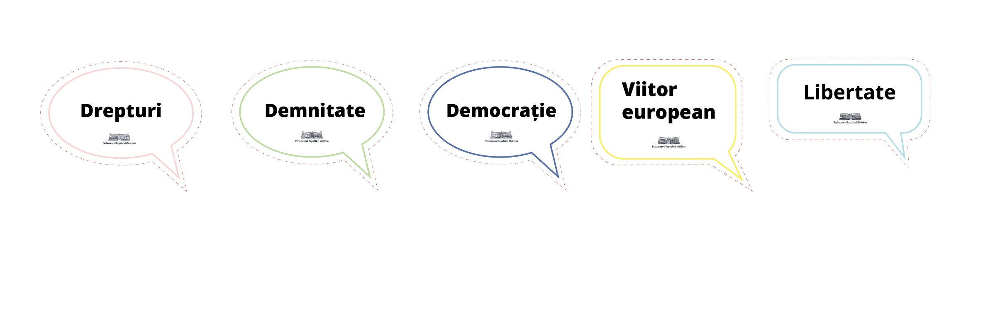 Drepturi
Parlamentul Republicii Moldova
Demnitate
Parlamentul Republicii Moldova
Democrație
Parlamentul Republicii Moldova
Viitor
european
Parlamentul Republicii Moldova
Libertate
Parlamentul Republicii Moldova